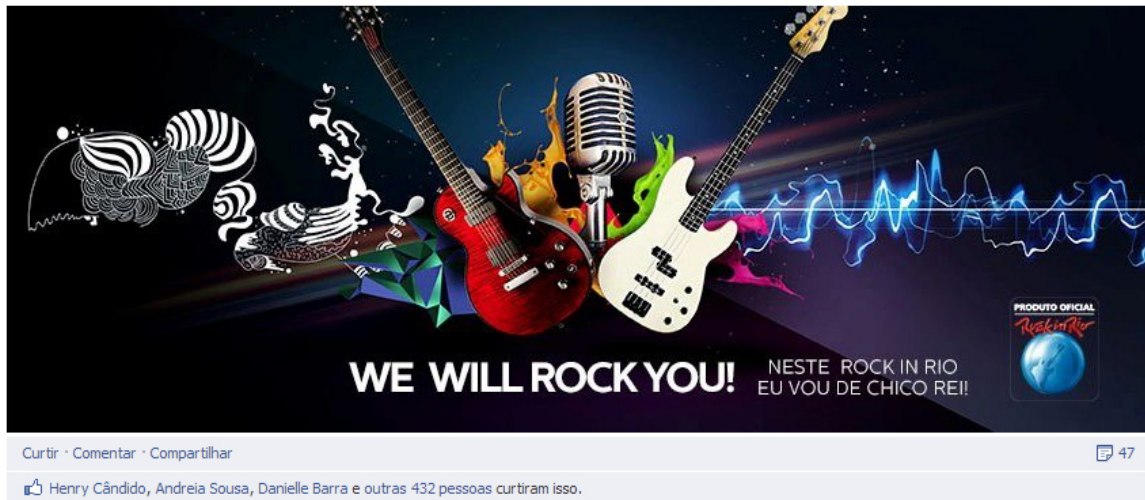 WE WILL ROCK YOU!
NESTE ROCK IN RIO
EU VOU DE CHICO REI!
PRODUTO OFICIAL
Rock in Rio
Curtir · Comentar · Compartilhar
47
Henry Cândido, Andreia Sousa, Danielle Barra e outras 432 pessoas curtiram isso.